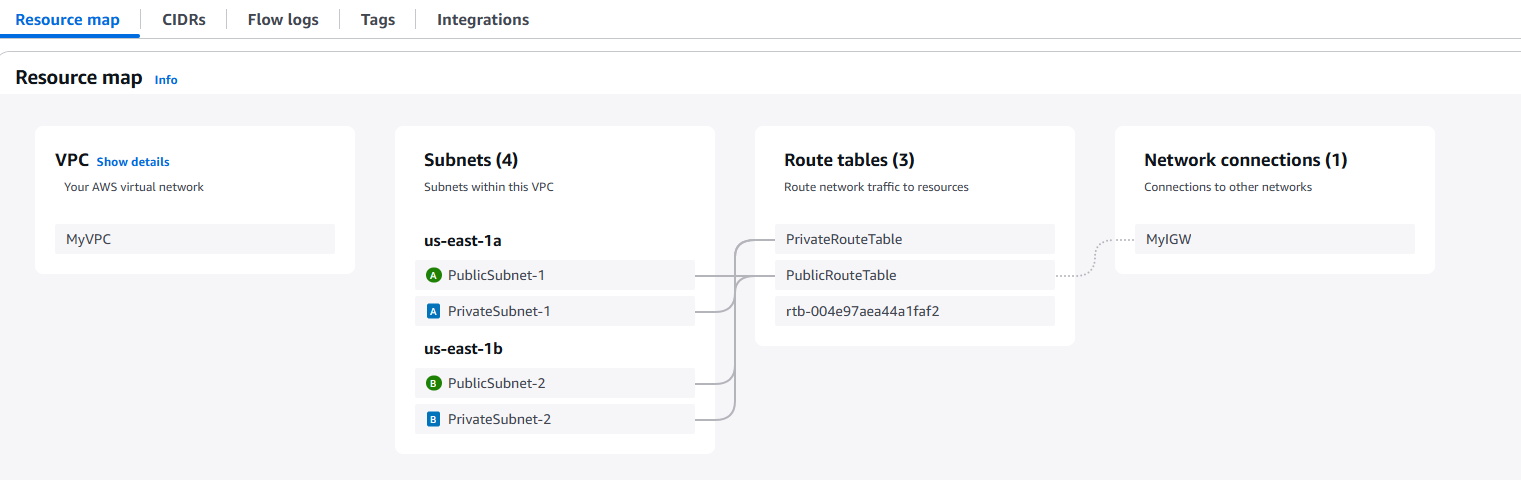 Resource map
CIDRs
Flow logs
Tags
Integrations
Resource map Info
VPC Show details
Your AWS virtual network
MyVPC
Subnets (4)
Subnets within this VPC
us-east-1a
A PublicSubnet-1
A PrivateSubnet-1
us-east-1b
B PublicSubnet-2
B PrivateSubnet-2
Route tables (3)
Route network traffic to resources
PrivateRouteTable
PublicRouteTable
rtb-004e97aea44a1faf2
Network connections (1)
Connections to other networks
MyIGW